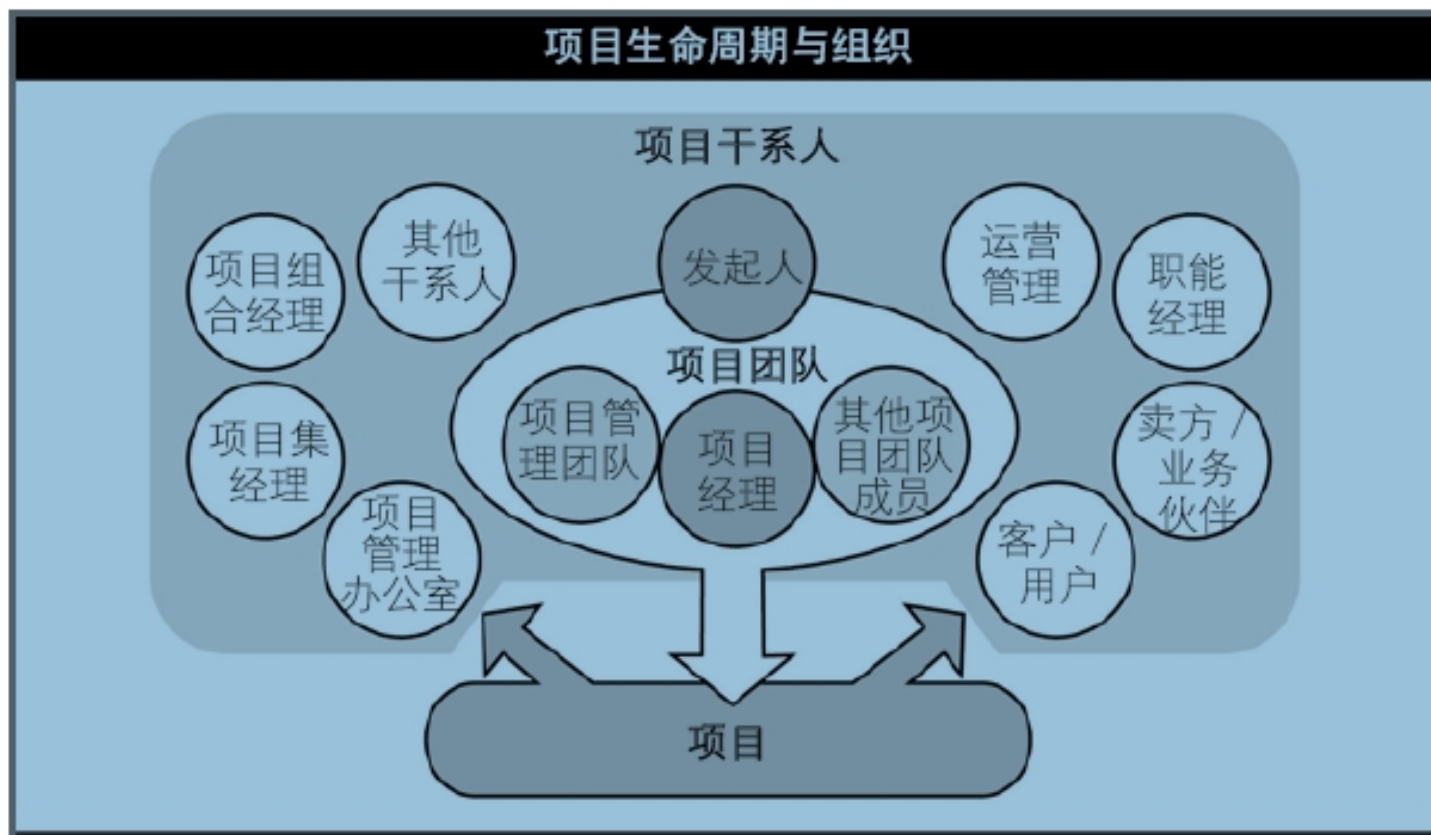 项目生命周期与组织
项目干系人
项目组
合经理
其他
干系人
发起人
运营
管理
职能
经理
项目团队
项目管
理团队
项目
经理
其他项
目团队
成员
项目集
经理
卖方 /
业务
伙伴
项目
管理
办公室
客户 /
用户
项目